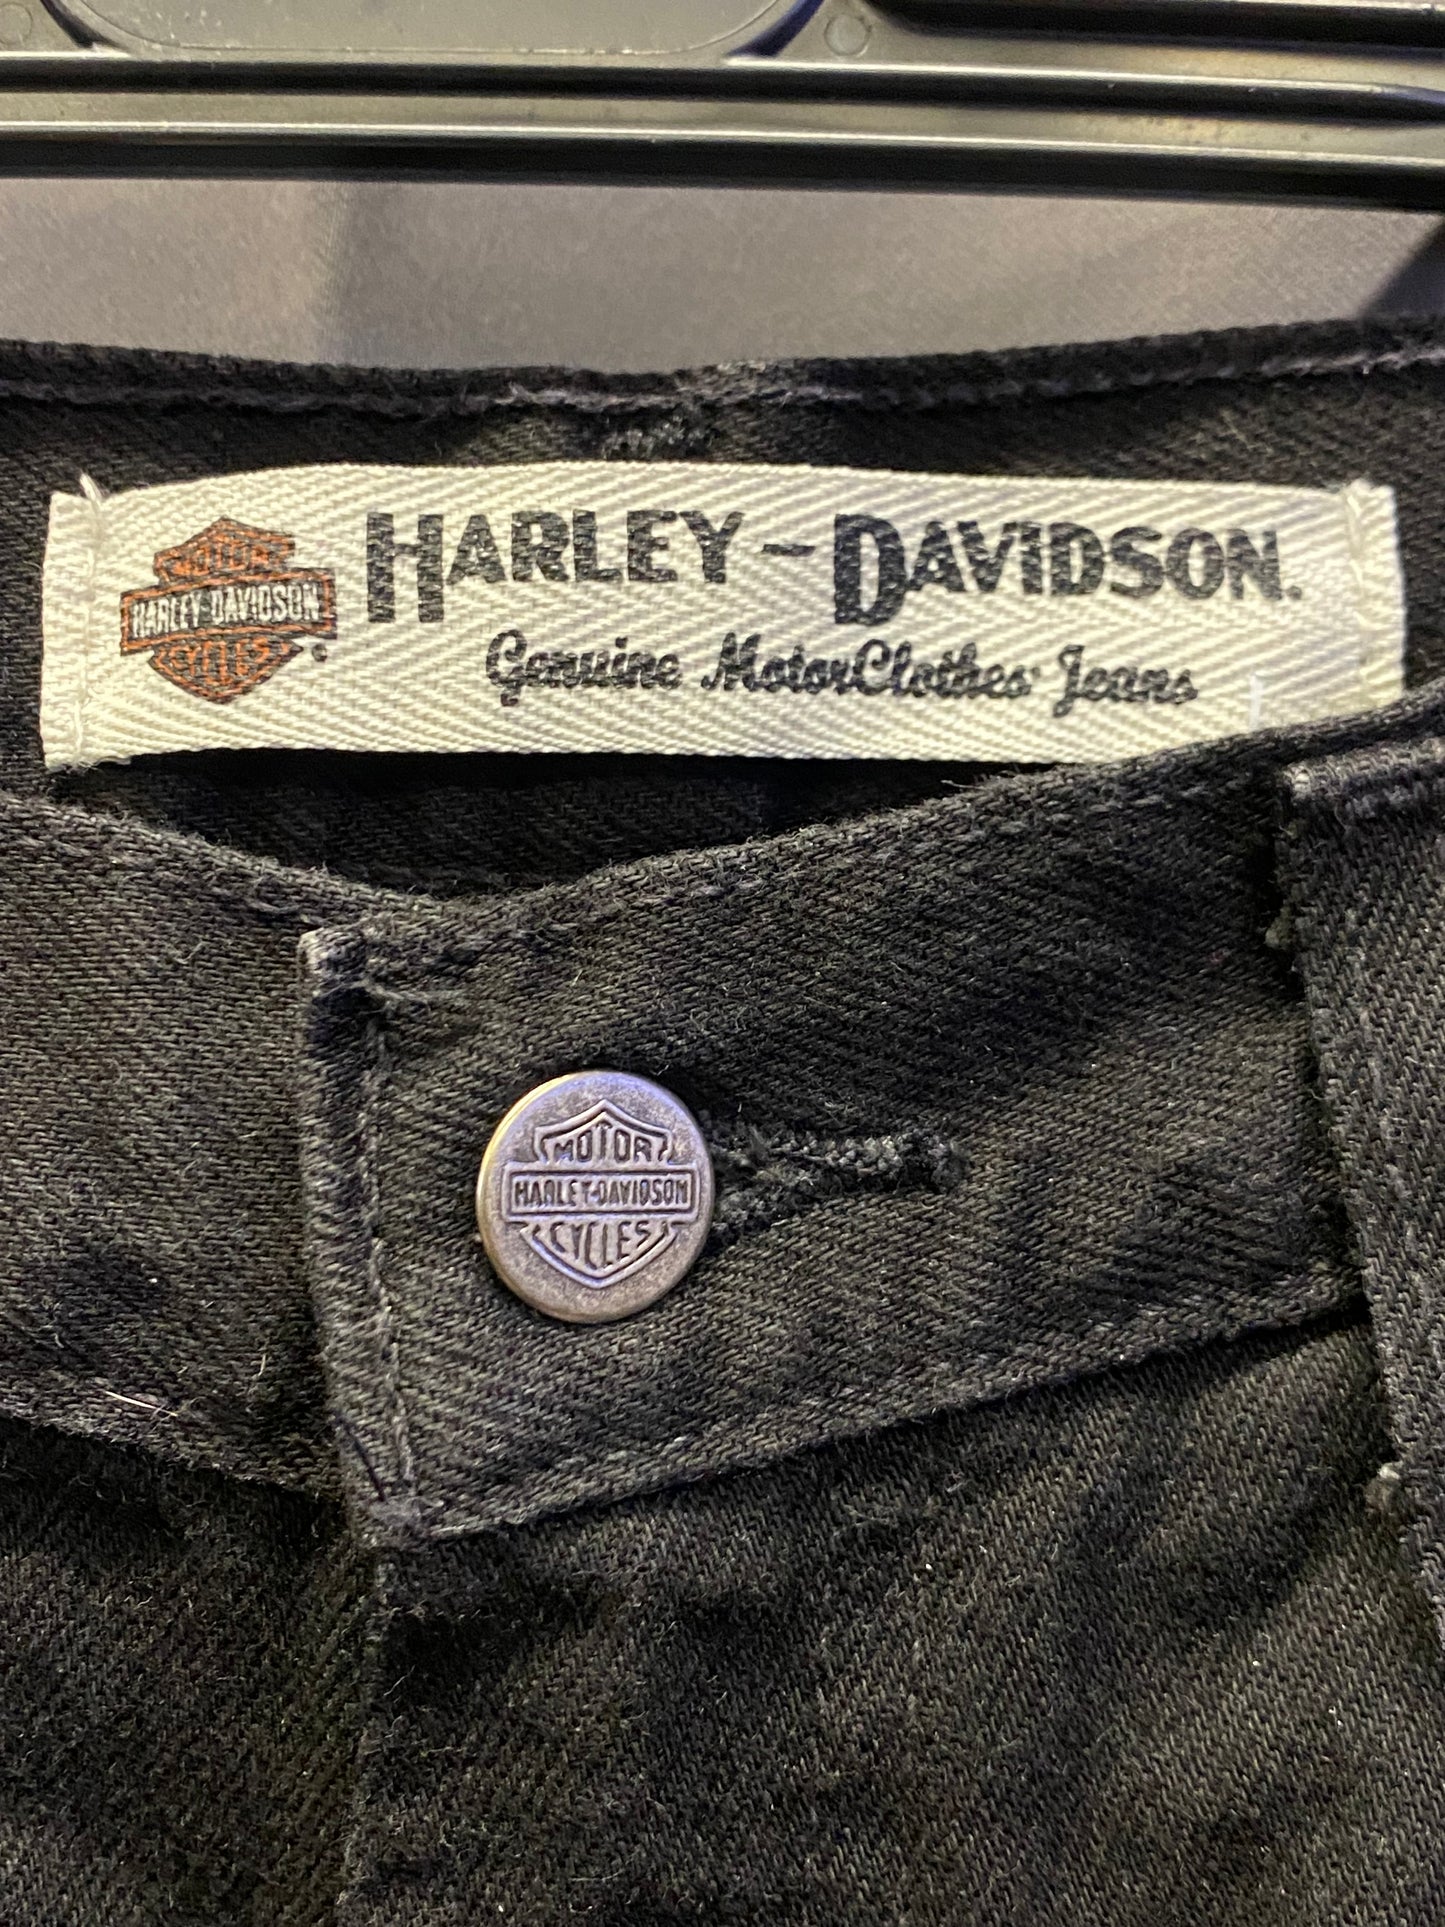 HARLEY-DAVIDSON.
Genuine MotorClothes Jeans
MOTOR
HARLEY-DAVIDSON
CYCLES
MOTOR
HARLEY-DAVIDSON
CYCLES